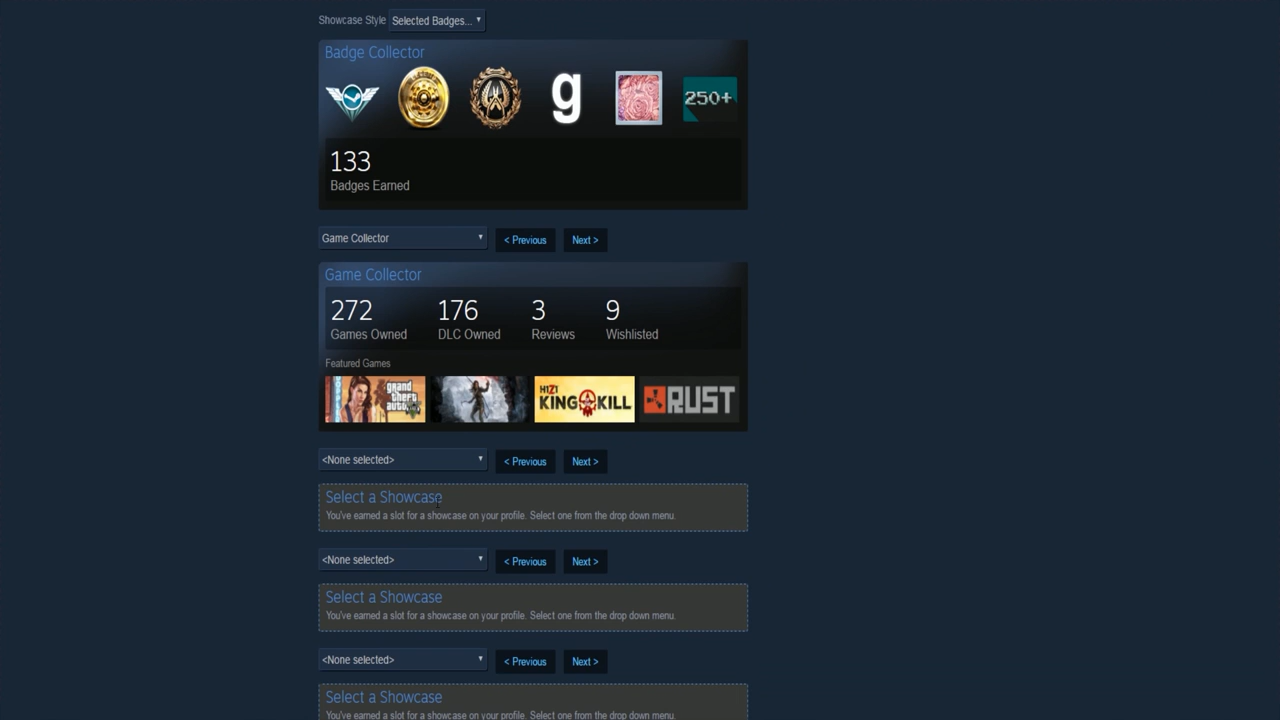 Showcase Style Selected Badges...
Badge Collector
g 250+
133
Badges Earned
Game Collector < Previous Next >
Game Collector
272 176 3 9
Games Owned DLC Owned Reviews Wishlisted
Featured Games
grand theft auto V H1Z1 KING OF THE KILL RUST
<None selected> < Previous Next >
Select a Showcase
You've earned a slot for a showcase on your profile. Select one from the drop down menu.
<None selected> < Previous Next >
Select a Showcase
You've earned a slot for a showcase on your profile. Select one from the drop down menu.
<None selected> < Previous Next >
Select a Showcase
You've earned a slot for a showcase on your profile. Select one from the drop down menu.